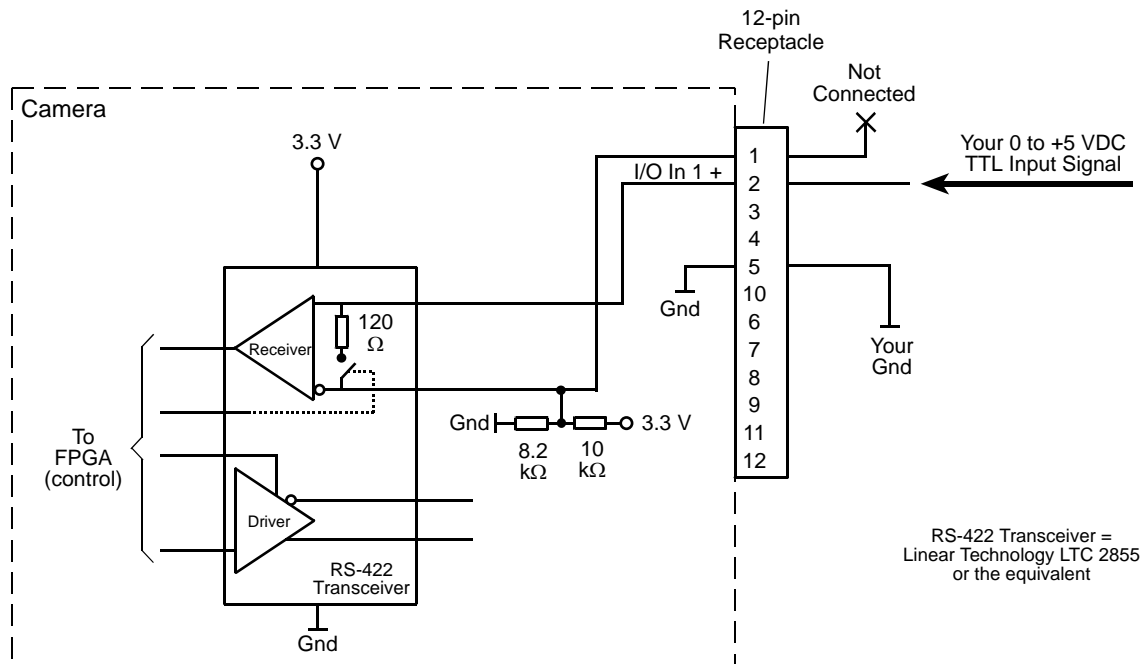 12-pin
Receptacle
Not
Connected
Camera
3.3 V
Your 0 to +5 VDC
TTL Input Signal
1
I/O In 1 +
2
3
4
5
10
6
7
8
9
11
12
Gnd
120
Ω
Receiver
Your
Gnd
Gnd
3.3 V
8.2
kΩ
10
kΩ
To
FPGA
(control)
Driver
RS-422
Transceiver
RS-422 Transceiver =
Linear Technology LTC 2855
or the equivalent
Gnd